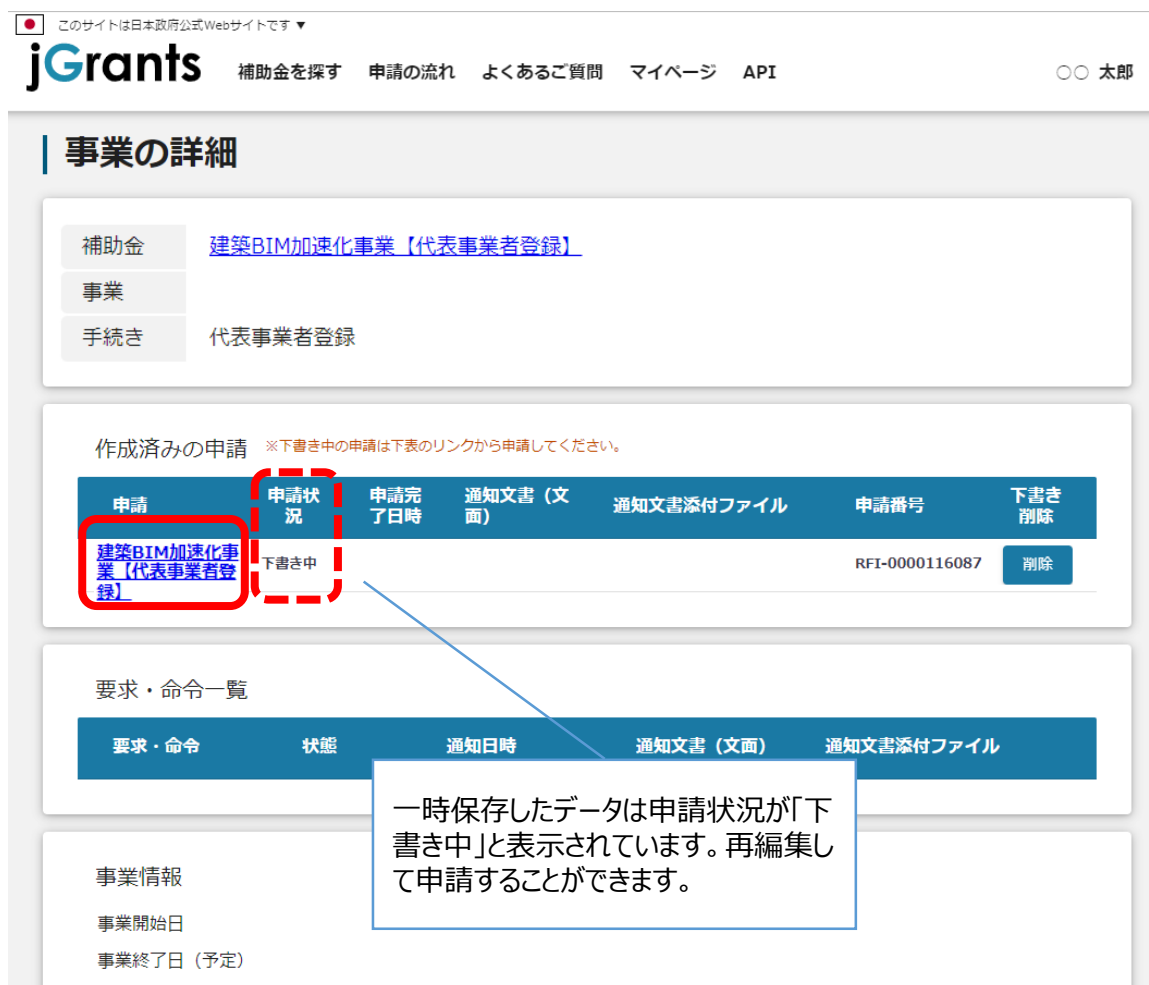 このサイトは日本政府公式Webサイトです ▼
jGrants 補助金を探す 申請の流れ よくあるご質問 マイページ API ○○ 太郎
事業の詳細
補助金 建築BIM加速化事業【代表事業者登録】
事業
手続き 代表事業者登録
作成済みの申請 ※下書き中の申請は下表のリンクから申請してください。
申請 申請状況 申請完了日時 通知文書（文面） 通知文書添付ファイル 申請番号 下書き削除
建築BIM加速化事
業【代表事業者登
録】
下書き中 RFI-0000116087 削除
要求・命令一覧
要求・命令 状態 通知日時 通知文書（文面） 通知文書添付ファイル
一時保存したデータは申請状況が「下
書き中」と表示されています。再編集し
て申請することができます。
事業情報
事業開始日
事業終了日（予定）